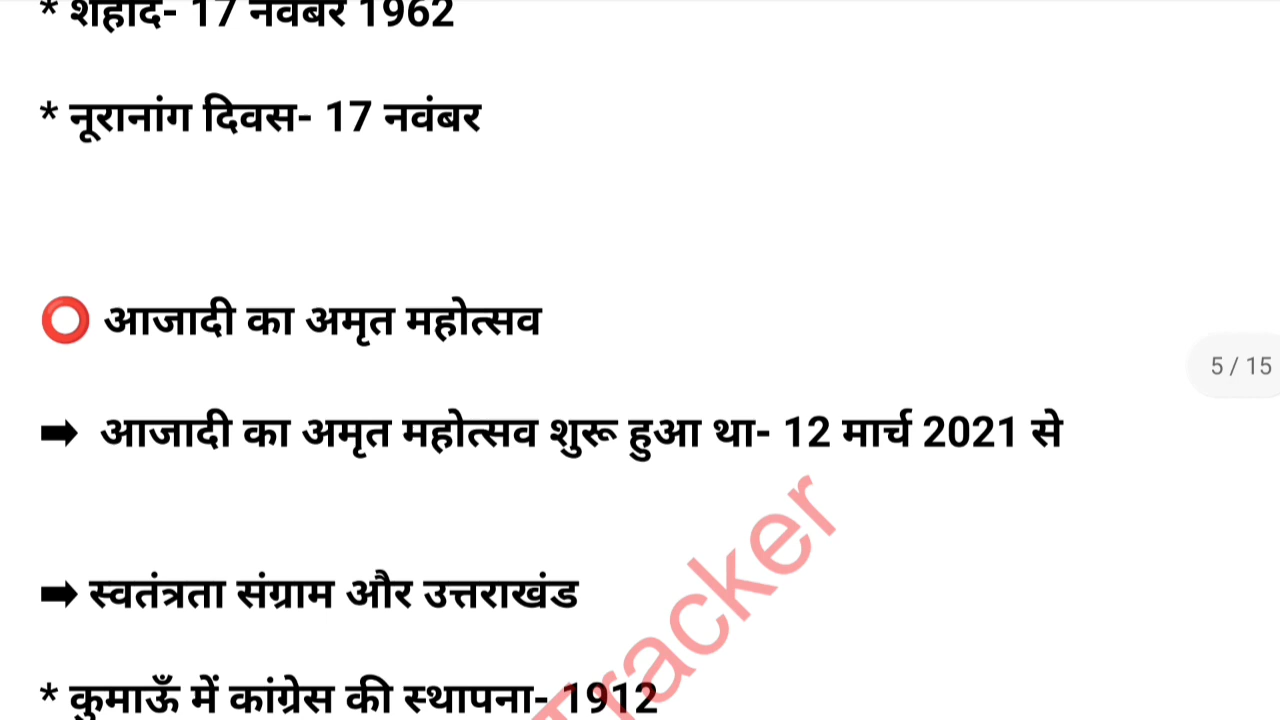 * शहीद- 17 नवंबर 1962
* नूरानांग दिवस- 17 नवंबर
⭕ आजादी का अमृत महोत्सव
5 / 15
➡ आजादी का अमृत महोत्सव शुरू हुआ था- 12 मार्च 2021 से
➡ स्वतंत्रता संग्राम और उत्तराखंड
* कुमाऊँ में कांग्रेस की स्थापना- 1912
Tracker